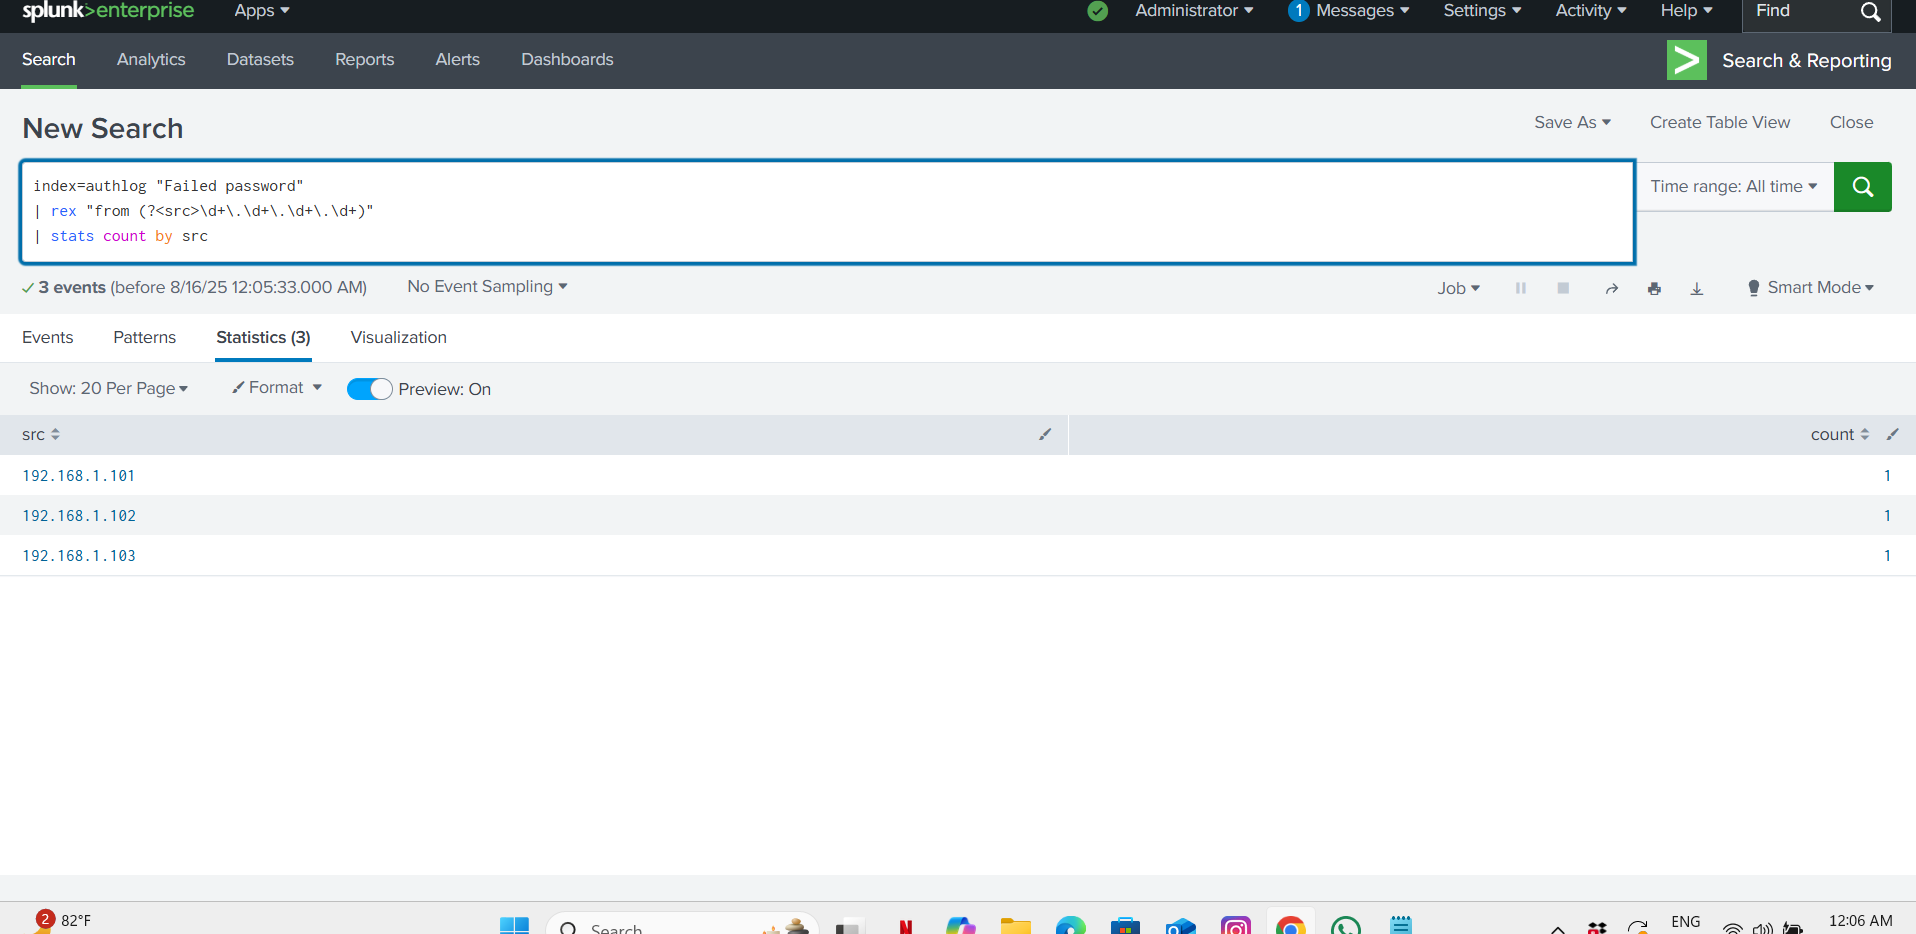 splunk>enterprise Apps Administrator 1 Messages Settings Activity Help Find
Search Analytics Datasets Reports Alerts Dashboards Search & Reporting
New Search Save As Create Table View Close
index=authlog "Failed password"
| rex "from (?<src>\d+\.\d+\.\d+\.\d+)"
| stats count by src
Time range: All time
3 events (before 8/16/25 12:05:33.000 AM) No Event Sampling Job Smart Mode
Events Patterns Statistics (3) Visualization
Show: 20 Per Page Format Preview: On
src count
192.168.1.101 1
192.168.1.102 1
192.168.1.103 1
2 82°F Search N ENG 12:06 AM